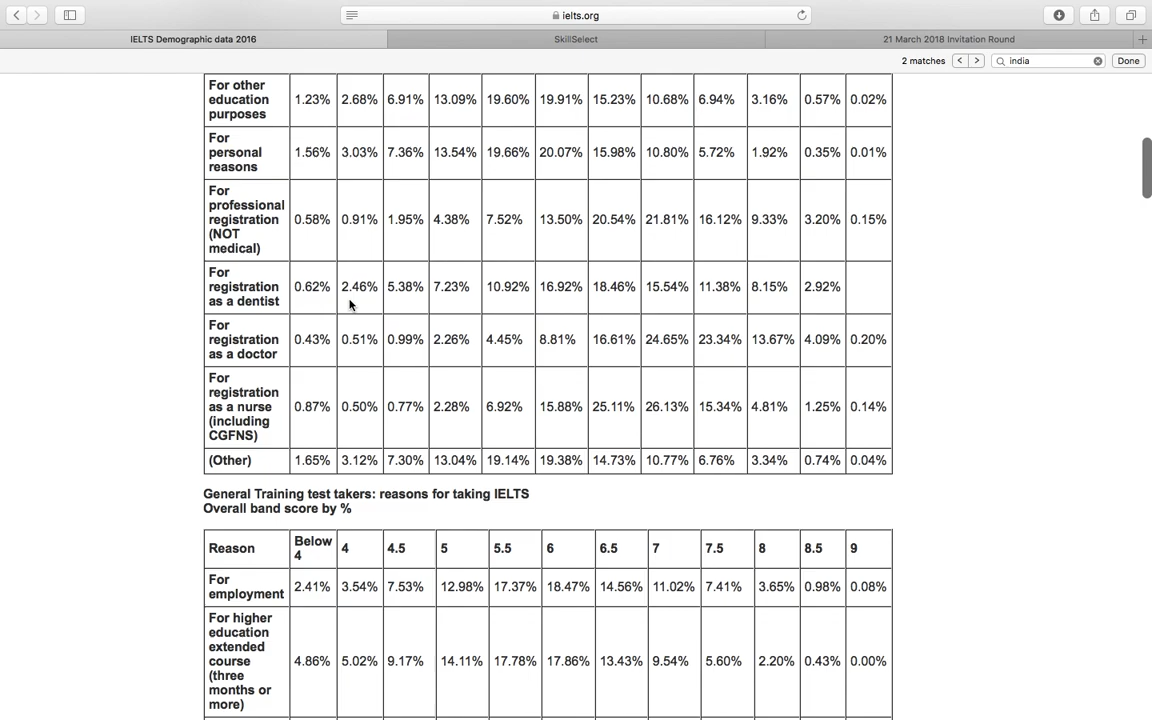 ielts.org
IELTS Demographic data 2016
SkillSelect
21 March 2018 Invitation Round
2 matches
india
Done
For other
education
purposes
1.23% 2.68% 6.91% 13.09% 19.60% 19.91% 15.23% 10.68% 6.94% 3.16% 0.57% 0.02%
For
personal
reasons
1.56% 3.03% 7.36% 13.54% 19.66% 20.07% 15.98% 10.80% 5.72% 1.92% 0.35% 0.01%
For
professional
registration
(NOT
medical)
0.58% 0.91% 1.95% 4.38% 7.52% 13.50% 20.54% 21.81% 16.12% 9.33% 3.20% 0.15%
For
registration
as a dentist
0.62% 2.46% 5.38% 7.23% 10.92% 16.92% 18.46% 15.54% 11.38% 8.15% 2.92%
For
registration
as a doctor
0.43% 0.51% 0.99% 2.26% 4.45% 8.81% 16.61% 24.65% 23.34% 13.67% 4.09% 0.20%
For
registration
as a nurse
(including
CGFNS)
0.87% 0.50% 0.77% 2.28% 6.92% 15.88% 25.11% 26.13% 15.34% 4.81% 1.25% 0.14%
(Other) 1.65% 3.12% 7.30% 13.04% 19.14% 19.38% 14.73% 10.77% 6.76% 3.34% 0.74% 0.04%
General Training test takers: reasons for taking IELTS
Overall band score by %
Reason Below 4 4 4.5 5 5.5 6 6.5 7 7.5 8 8.5 9
For
employment
2.41% 3.54% 7.53% 12.98% 17.37% 18.47% 14.56% 11.02% 7.41% 3.65% 0.98% 0.08%
For higher
education
extended
course
(three
months or
more)
4.86% 5.02% 9.17% 14.11% 17.78% 17.86% 13.43% 9.54% 5.60% 2.20% 0.43% 0.00%